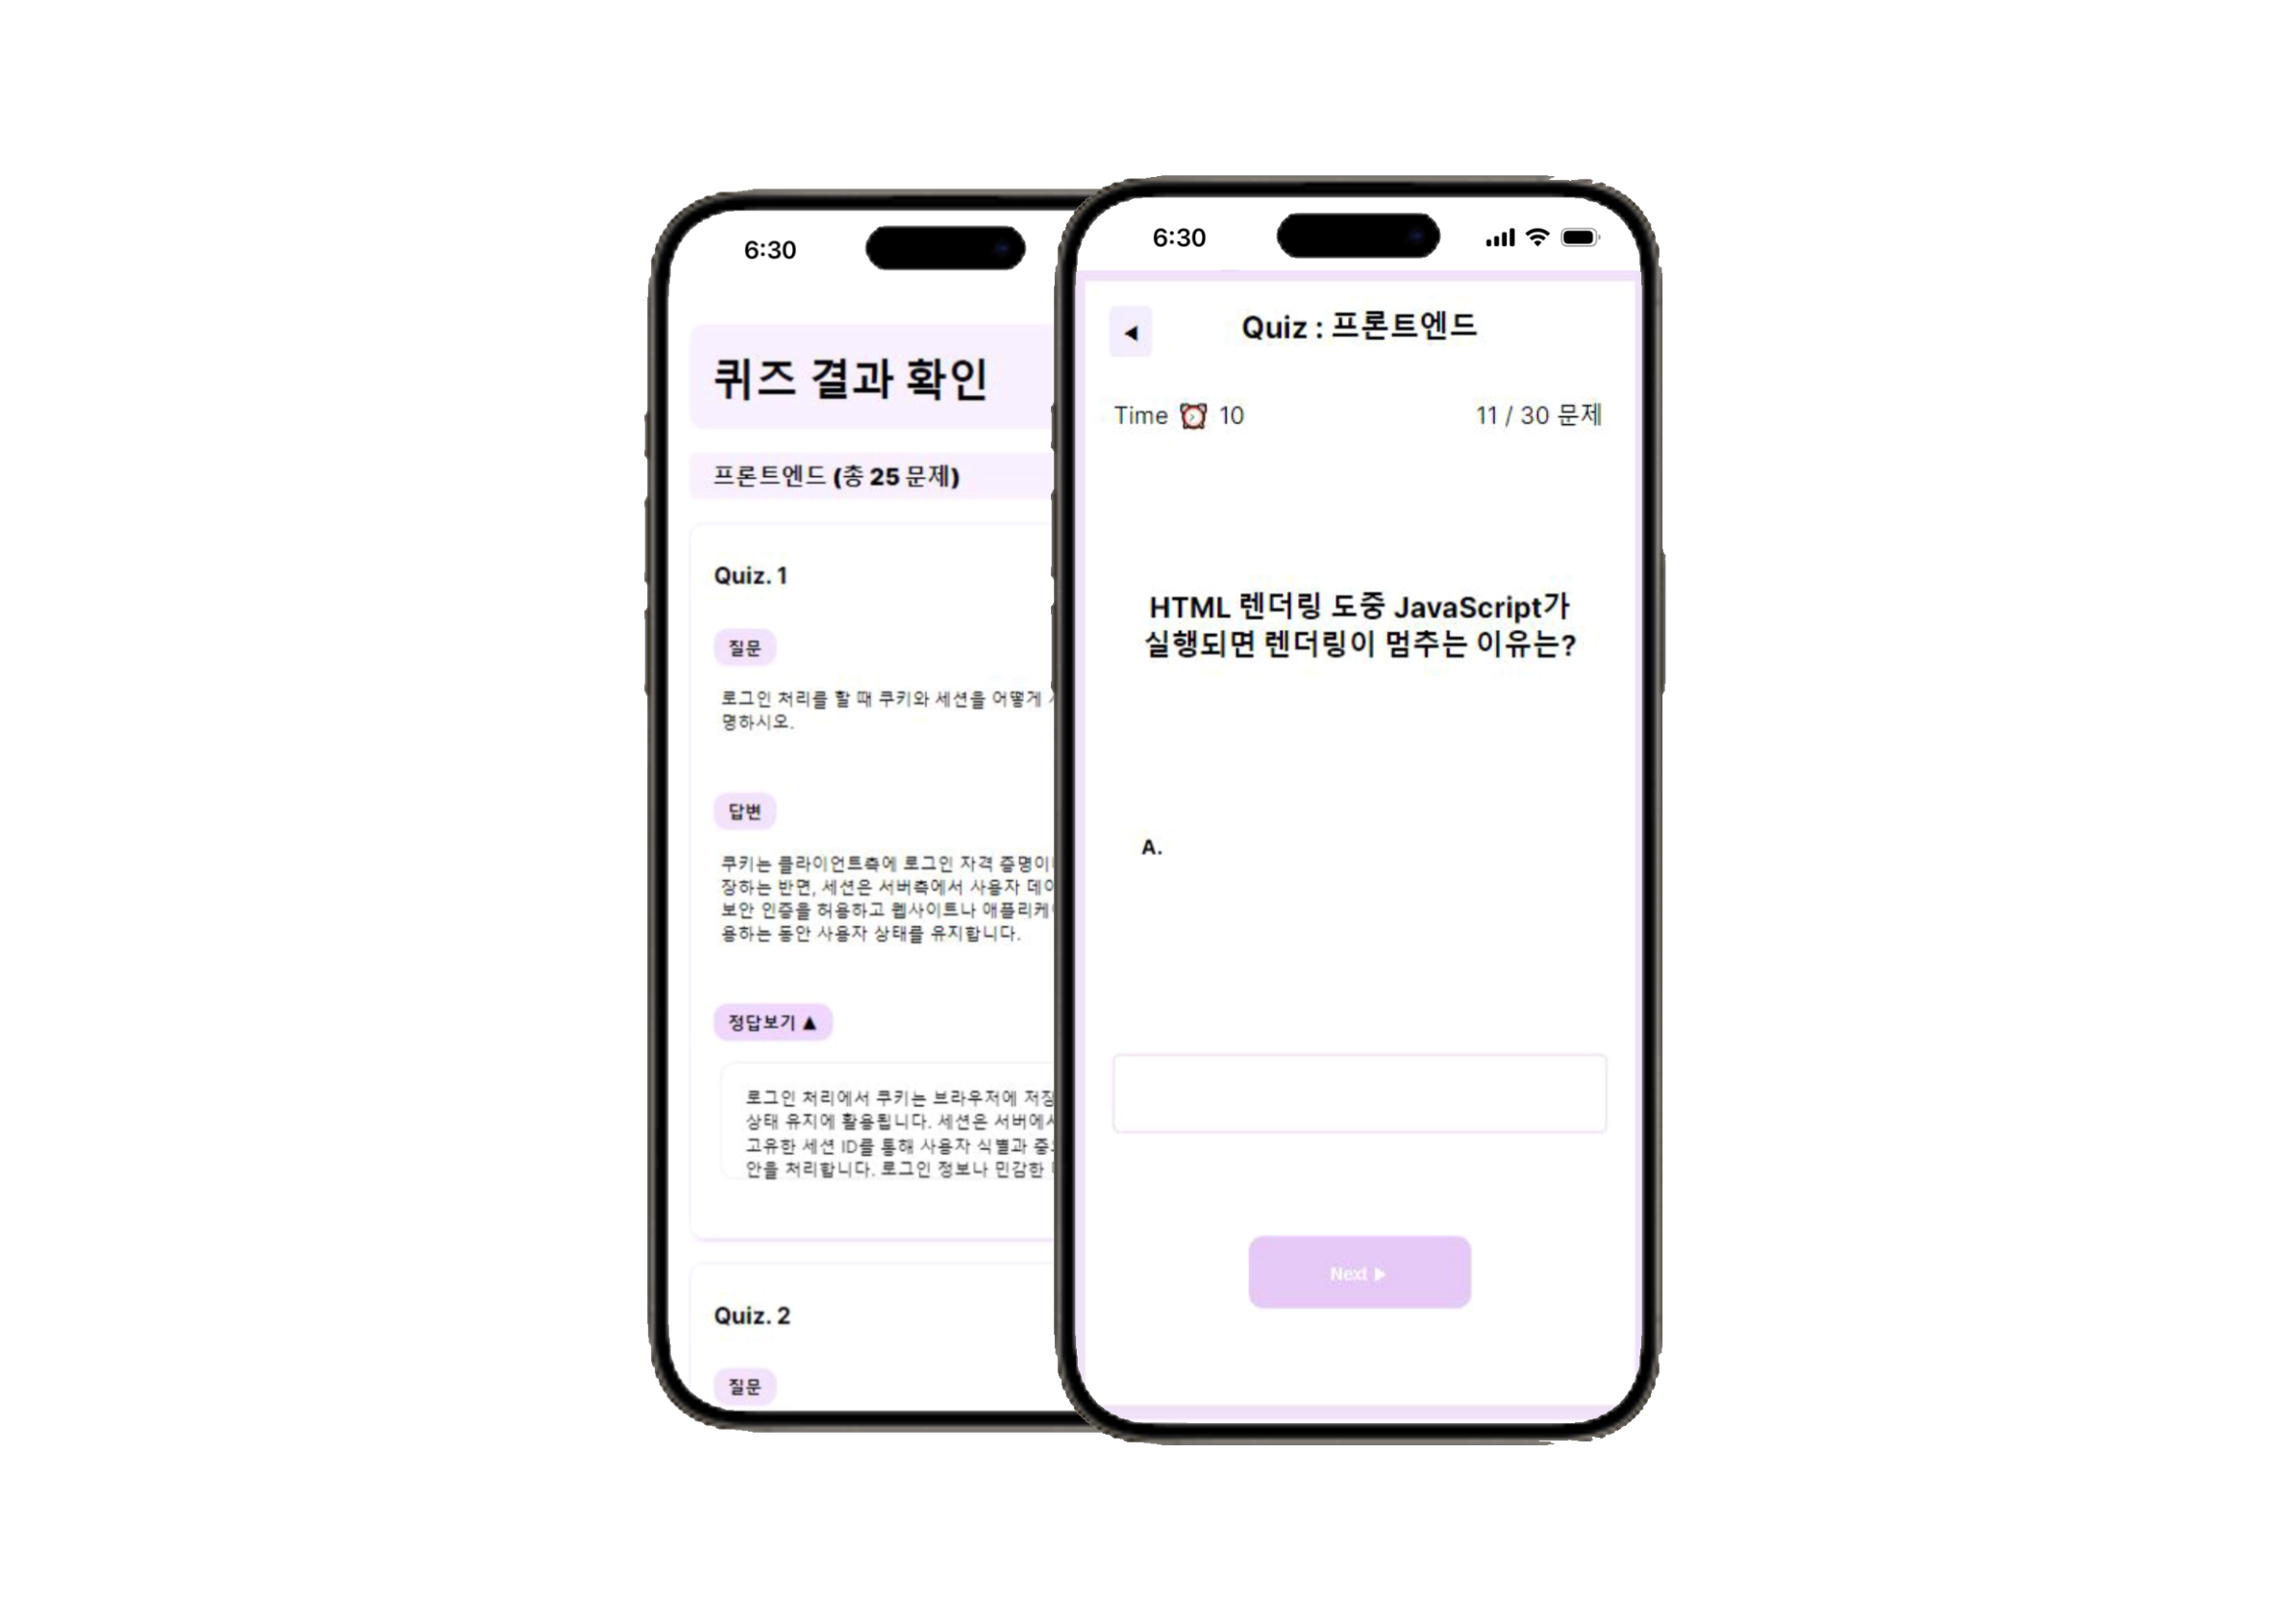 6:30
퀴즈 결과 확인
프론트엔드 (총 25 문제)
Quiz. 1
질문
로그인 처리를 할 때 쿠키와 세션을 어떻게
명하시오.
답변
쿠키는 클라이언트측에 로그인 자격 증명이
장하는 반면, 세션은 서버측에서 사용자 데이
보안 인증을 허용하고 웹사이트나 애플리케
용하는 동안 사용자 상태를 유지합니다.
정답보기 ▲
로그인 처리에서 쿠키는 브라우저에 저장
상태 유지에 활용됩니다. 세션은 서버에서
고유한 세션 ID를 통해 사용자 식별과 중
안을 처리합니다. 로그인 정보나 민감한
Quiz. 2
질문
6:30
◀ Quiz : 프론트엔드
Time ⏰ 10 11 / 30 문제
HTML 렌더링 도중 JavaScript가
실행되면 렌더링이 멈추는 이유는?
A.
Next ▶